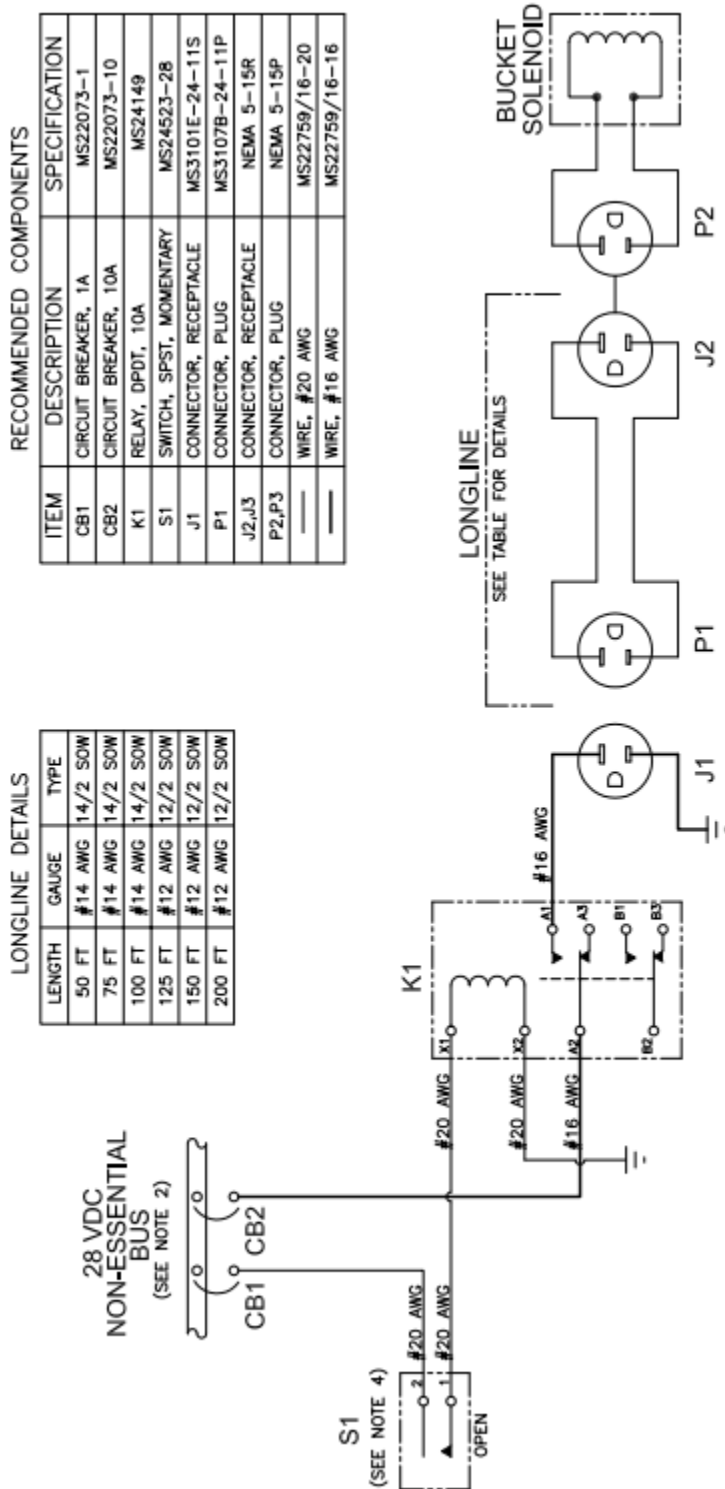 LONGLINE DETAILS
LENGTH GAUGE TYPE
50 FT #14 AWG 14/2 SOW
75 FT #14 AWG 14/2 SOW
100 FT #14 AWG 14/2 SOW
125 FT #12 AWG 12/2 SOW
150 FT #12 AWG 12/2 SOW
200 FT #12 AWG 12/2 SOW
RECOMMENDED COMPONENTS
ITEM DESCRIPTION SPECIFICATION
CB1 CIRCUIT BREAKER, 1A MS22073-1
CB2 CIRCUIT BREAKER, 10A MS22073-10
K1 RELAY, DPDT, 10A MS24149
S1 SWITCH, SPST, MOMENTARY MS24523-28
J1 CONNECTOR, RECEPTACLE MS3101E-24-11S
P1 CONNECTOR, PLUG MS3107B-24-11P
J2,J3 CONNECTOR, RECEPTACLE NEMA 5-15R
P2,P3 CONNECTOR, PLUG NEMA 5-15P
WIRE, #20 AWG MS22759/16-20
WIRE, #16 AWG MS22759/16-16
28 VDC
NON-ESSENTIAL
BUS
(SEE NOTE 2)
CB1
CB2
S1
(SEE NOTE 4)
2
1
OPEN
#20 AWG
#20 AWG
#20 AWG
#20 AWG
#16 AWG
K1
X1
X2
A2
B2
A1
A3
B1
B3
#16 AWG
J1
LONGLINE
SEE TABLE FOR DETAILS
P1
J2
P2
BUCKET
SOLENOID